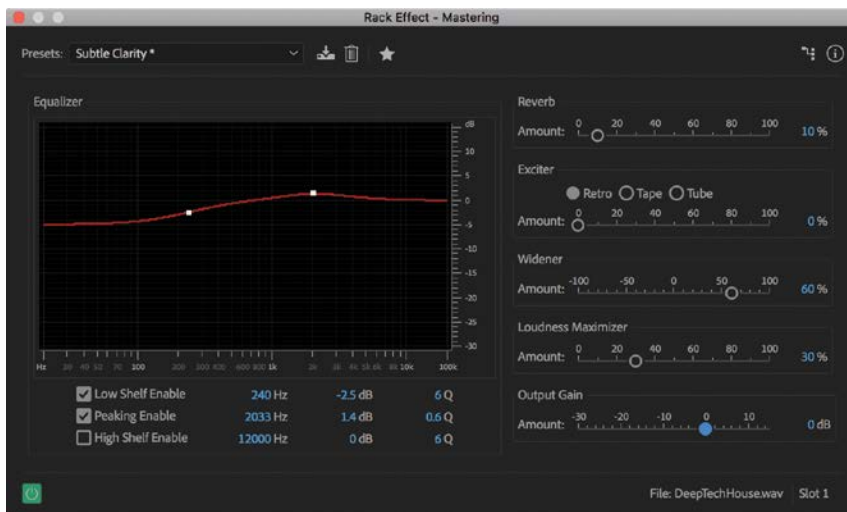 Rack Effect - Mastering
Presets: Subtle Clarity *
Equalizer
dB
10
5
0
-5
-10
-15
-20
-25
-30
Hz 100 1k 10k 100k
Low Shelf Enable 240 Hz -2.5 dB 6 Q
Peaking Enable 2033 Hz 1.4 dB 0.6 Q
High Shelf Enable 12000 Hz 0 dB 6 Q
Reverb
0 20 40 60 80 100
Amount: 10 %
Exciter
Retro Tape Tube
0 20 40 60 80 100
Amount: 0 %
Widener
-100 -50 0 50 100
Amount: 60 %
Loudness Maximizer
0 20 40 60 80 100
Amount: 30 %
Output Gain
-30 -20 -10 0 10
Amount: 0 dB
File: DeepTechHouse.wav Slot 1